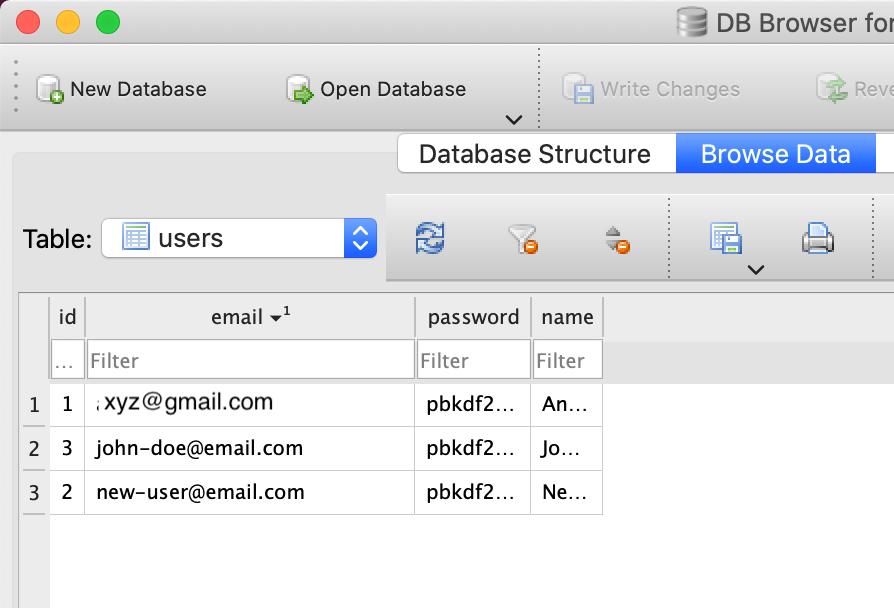 DB Browser for
New Database Open Database Write Changes Reve
Database Structure Browse Data
Table: users
id email 1 password name
... Filter Filter Filter
1 1 xyz@gmail.com pbkdf2... An...
2 3 john-doe@email.com pbkdf2... Jo...
3 2 new-user@email.com pbkdf2... Ne...